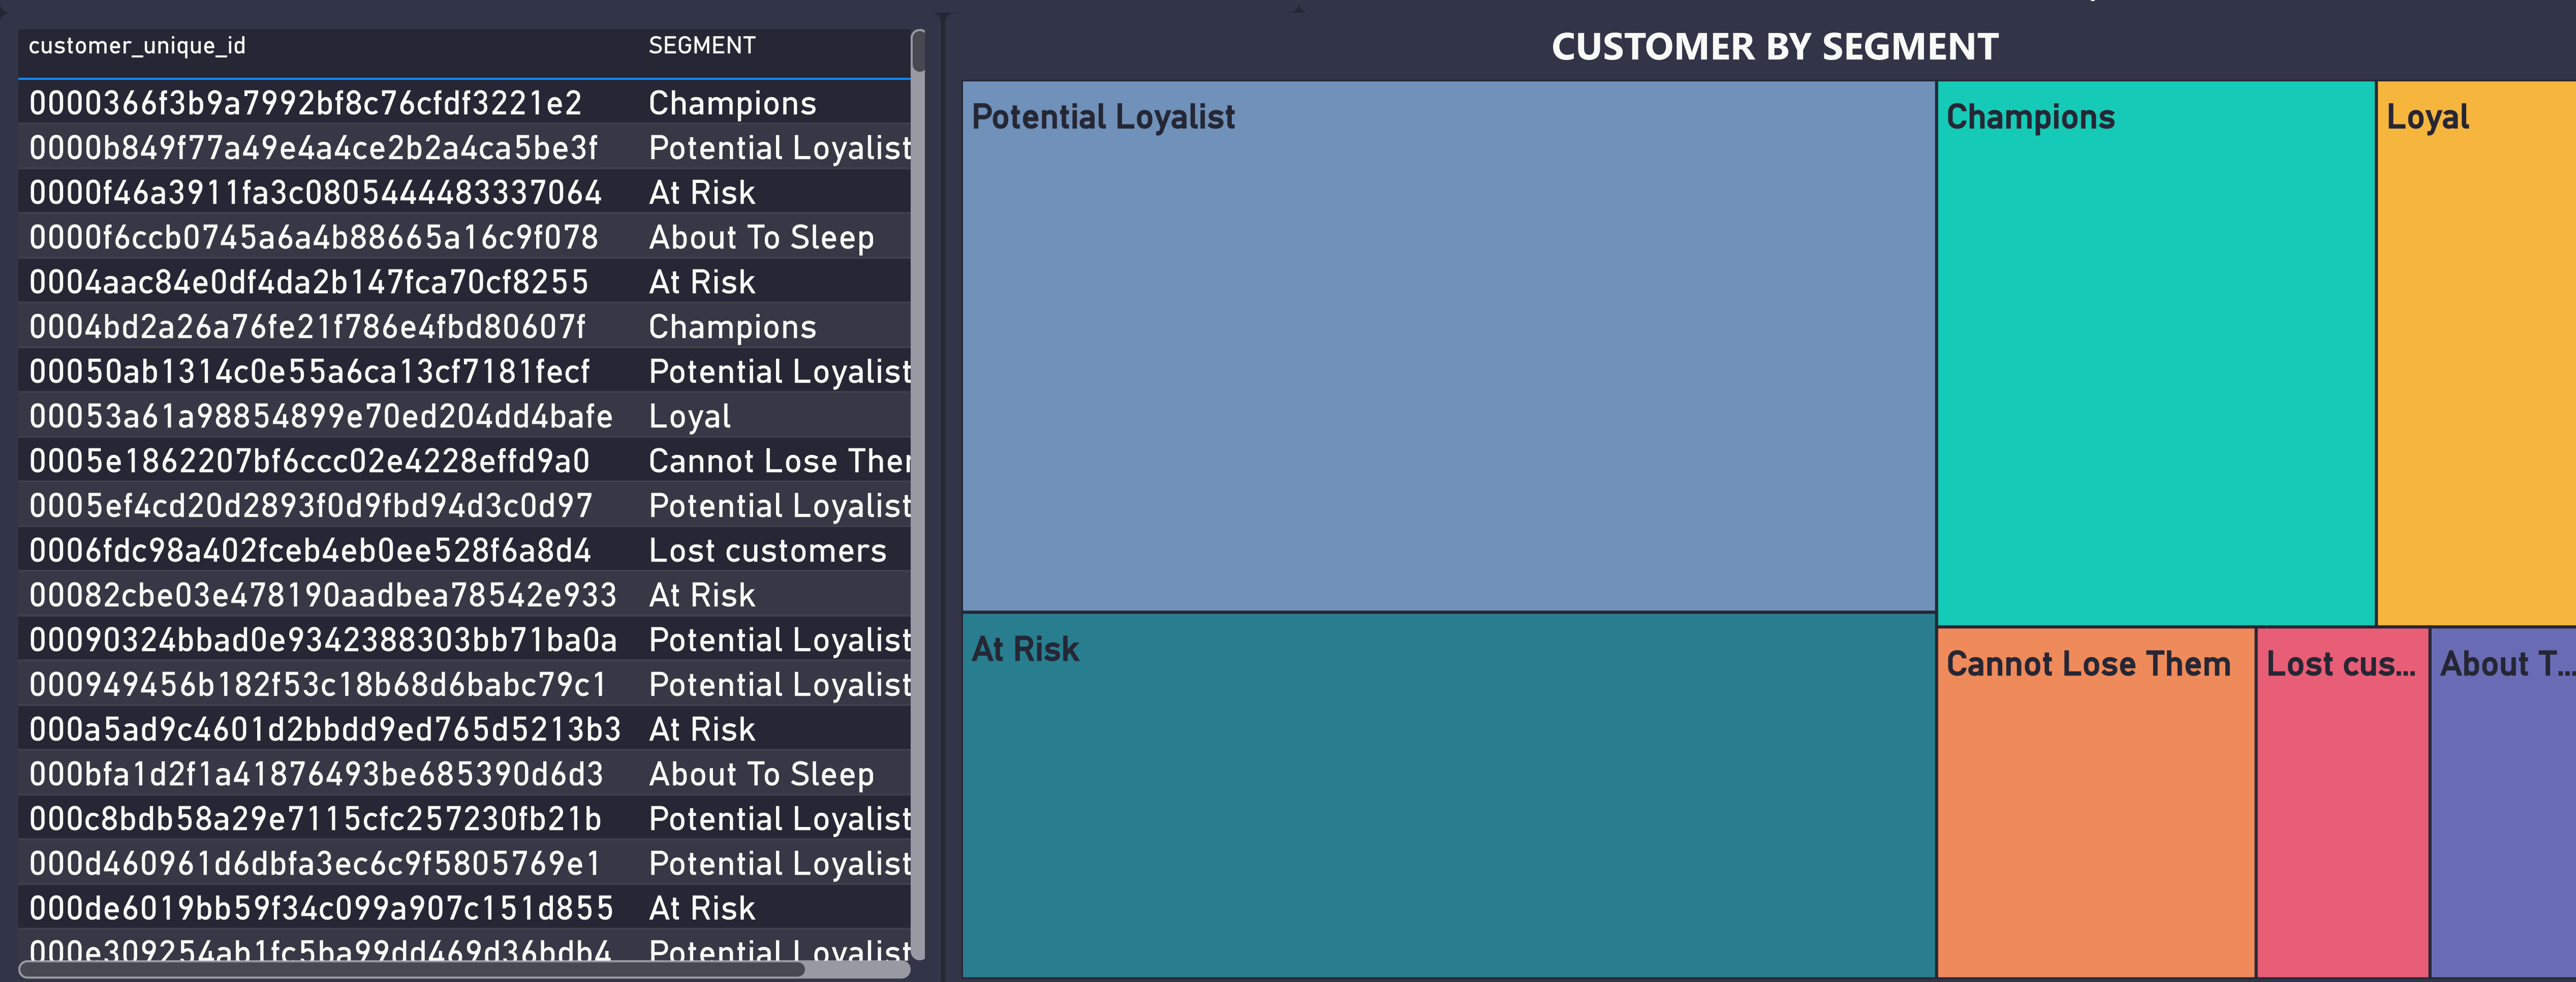 customer_unique_id SEGMENT
0000366f3b9a7992bf8c76cfdf3221e2 Champions
0000b849f77a49e4a4ce2b2a4ca5be3f Potential Loyalist
0000f46a3911fa3c0805444483337064 At Risk
0000f6ccb0745a6a4b88665a16c9f078 About To Sleep
0004aac84e0df4da2b147fca70cf8255 At Risk
0004bd2a26a76fe21f786e4fbd80607f Champions
00050ab1314c0e55a6ca13cf7181fecf Potential Loyalist
00053a61a98854899e70ed204dd4bafe Loyal
0005e1862207bf6ccc02e4228effd9a0 Cannot Lose
0005ef4cd20d2893f0d9fbd94d3c0d97 Potential Loyalist
0006fdc98a402fceb4eb0ee528f6a8d4 Lost customers
00082cbe03e478190aadbea78542e933 At Risk
00090324bbad0e9342388303bb71ba0a Potential Loyalist
000949456b182f53c18b68d6babc79c1 Potential Loyalist
000a5ad9c4601d2bbdd9ed765d5213b3 At Risk
000bfa1d2f1a41876493be685390d6d3 About To Sleep
000c8bdb58a29e7115cfc257230fb21b Potential Loyalist
000d460961d6dbfa3ec6c9f5805769e1 Potential Loyalist
000de6019bb59f34c099a907c151d855 At Risk
000e309254ab1fc5ba99dd469d36bdb4 Potential Loyalist
CUSTOMER BY SEGMENT
Potential Loyalist
Champions
Loyal
At Risk
Cannot Lose Them
Lost cus...
About T...